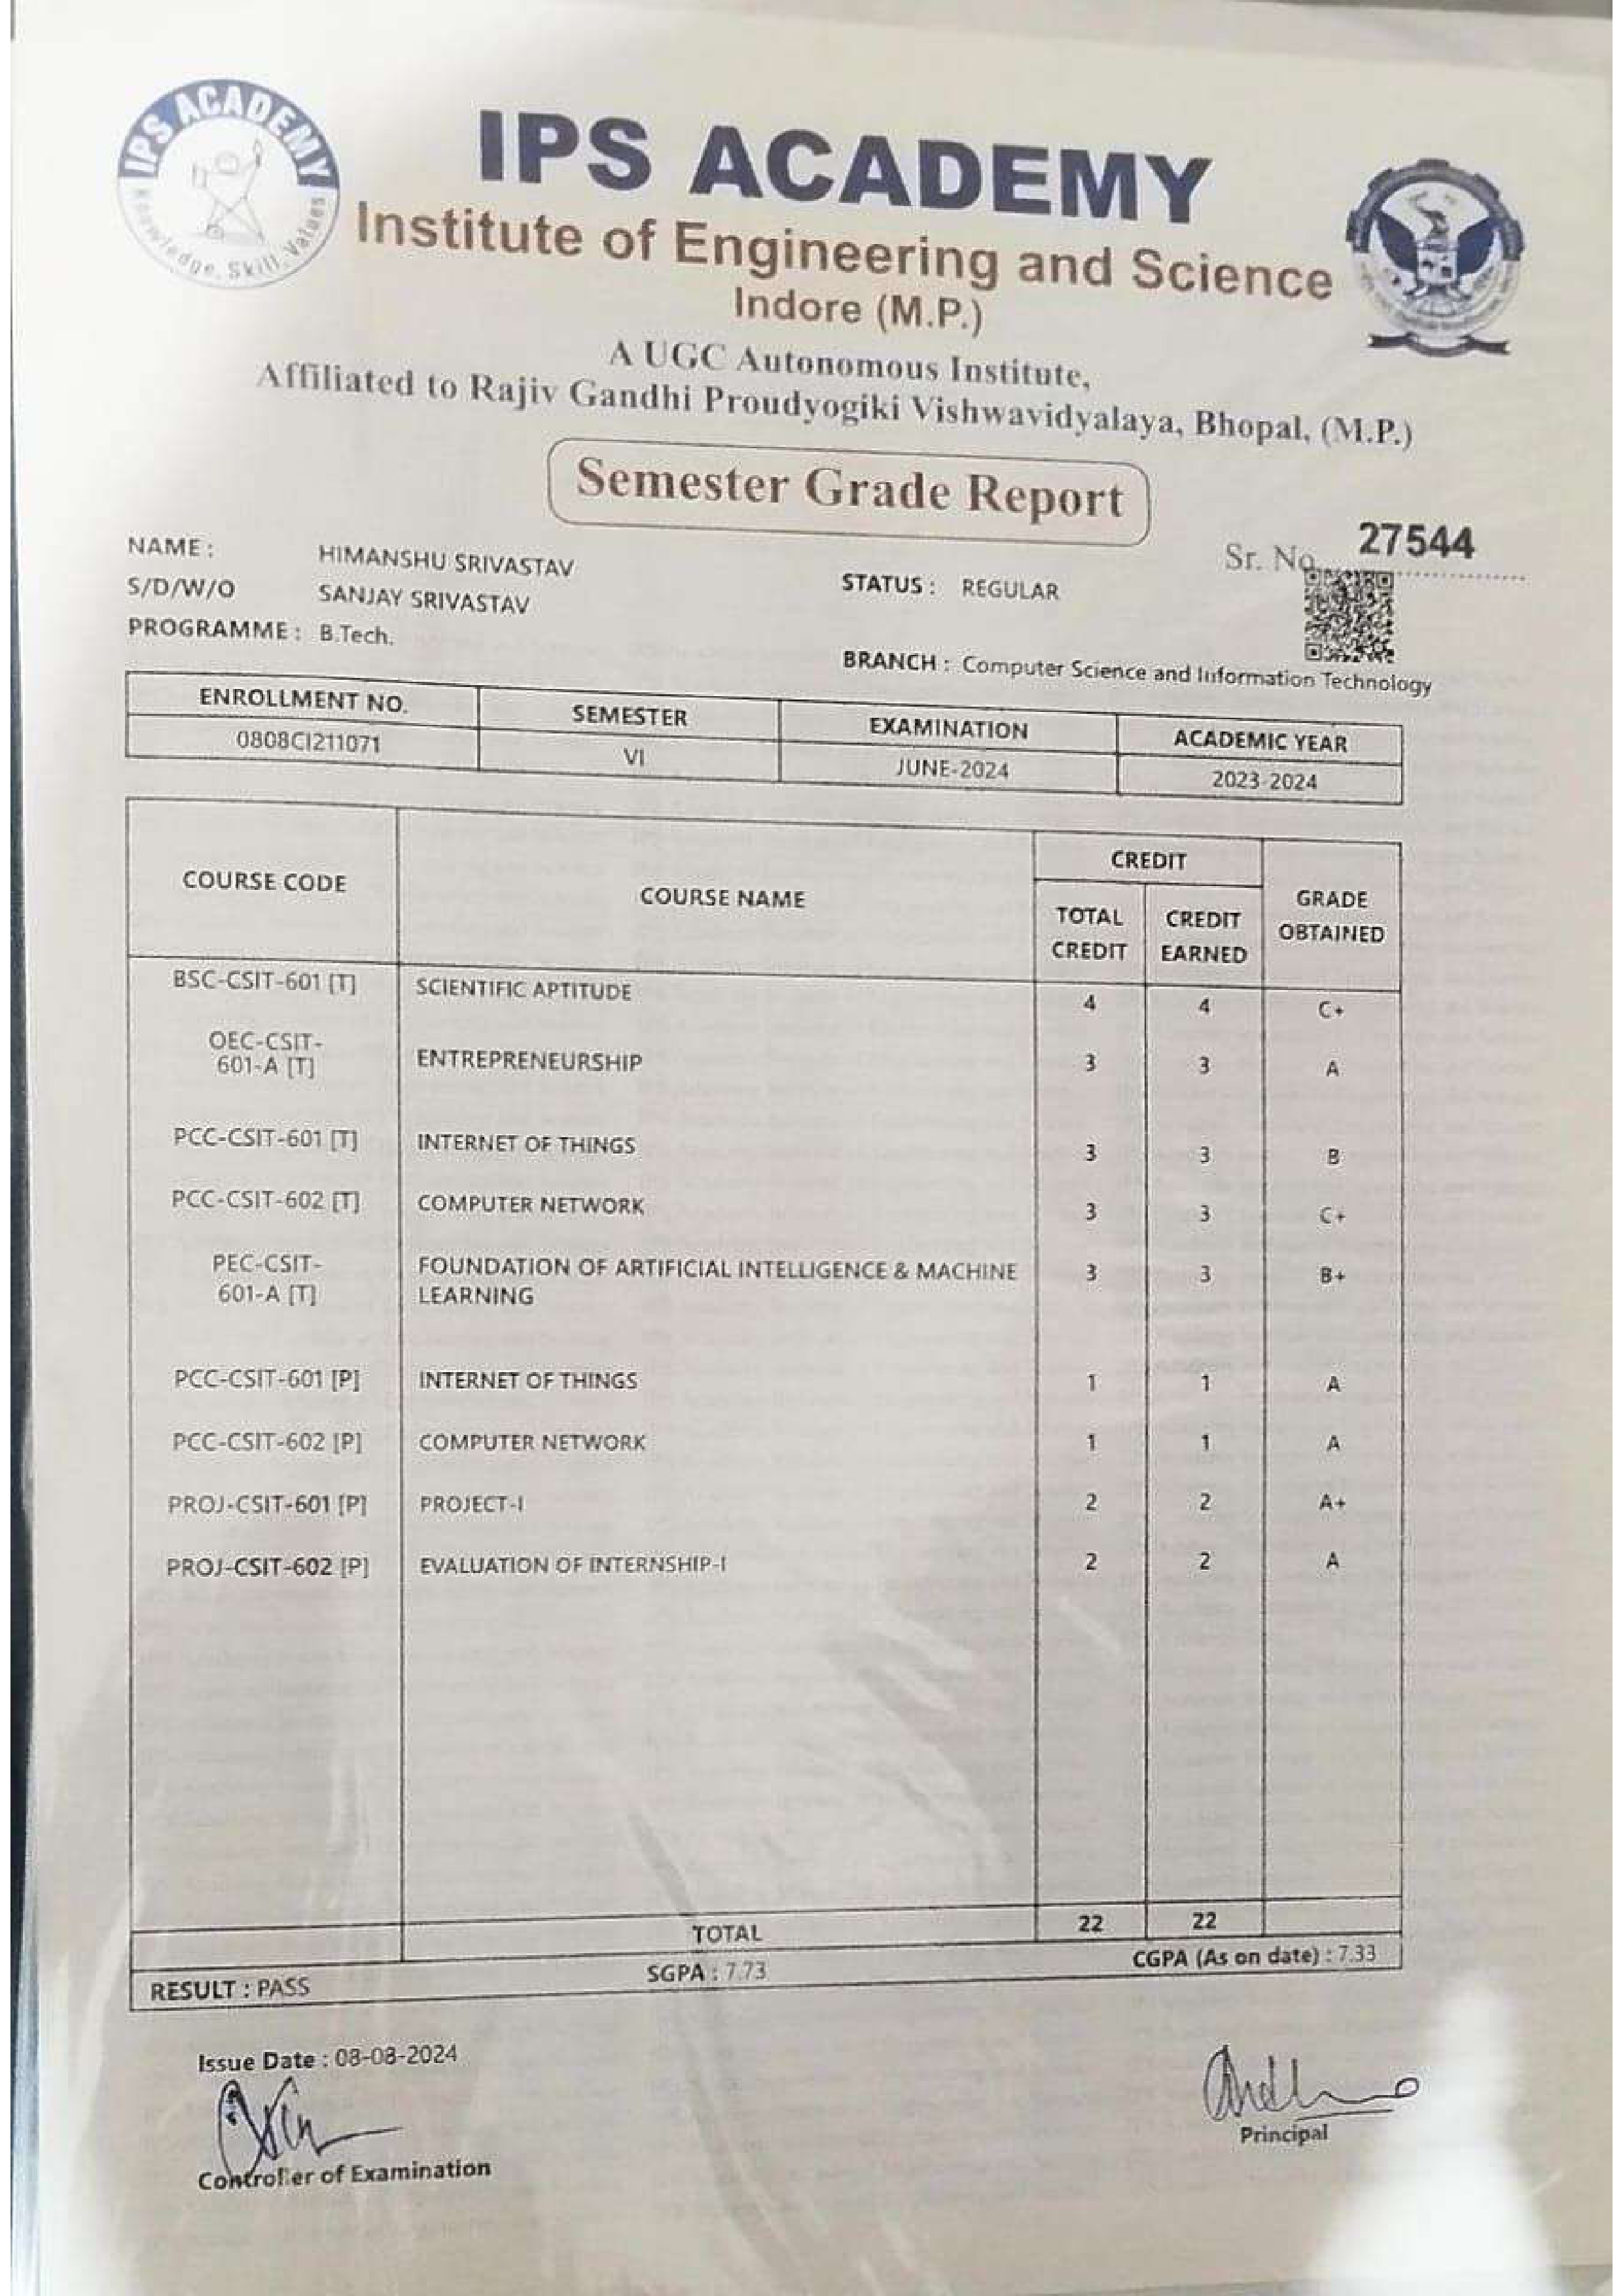 IPS ACADEMY
Knowledge, Skill, Values
IPS ACADEMY
Institute of Engineering and Science
Indore (M.P.)
A UGC Autonomous Institute,
Affiliated to Rajiv Gandhi Proudyogiki Vishwavidyalaya, Bhopal, (M.P.)
Semester Grade Report
Sr. No. 27544
NAME : HIMANSHU SRIVASTAV
S/D/W/O SANJAY SRIVASTAV
STATUS : REGULAR
PROGRAMME : B.Tech.
BRANCH : Computer Science and Information Technology
ENROLLMENT NO. SEMESTER EXAMINATION ACADEMIC YEAR
0808CI211071 VI JUNE-2024 2023-2024
COURSE CODE COURSE NAME CREDIT GRADE OBTAINED
TOTAL CREDIT CREDIT EARNED
BSC-CSIT-601 [T] SCIENTIFIC APTITUDE 4 4 C+
OEC-CSIT-
601-A [T] ENTREPRENEURSHIP 3 3 A
PCC-CSIT-601 [T] INTERNET OF THINGS 3 3 B
PCC-CSIT-602 [T] COMPUTER NETWORK 3 3 C+
PEC-CSIT- FOUNDATION OF ARTIFICIAL INTELLIGENCE & MACHINE 3 3 B+
601-A [T] LEARNING
PCC-CSIT-601 [P] INTERNET OF THINGS 1 1 A
PCC-CSIT-602 [P] COMPUTER NETWORK 1 1 A
PROJ-CSIT-601 [P] PROJECT-I 2 2 A+
PROJ-CSIT-602 [P] EVALUATION OF INTERNSHIP-I 2 2 A
TOTAL 22 22
RESULT : PASS SGPA : 7.73 CGPA (As on date) : 7.33
Issue Date : 08-08-2024
Controller of Examination
Principal